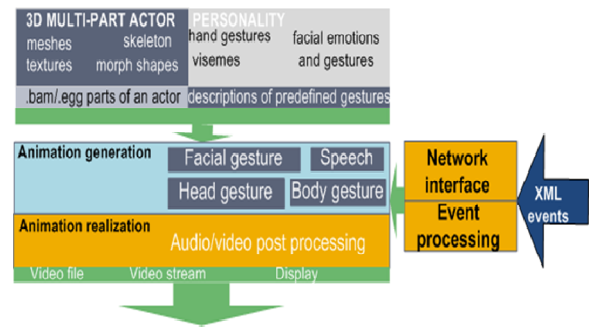 3D MULTI-PART ACTOR
meshes
skeleton
textures
morph shapes
.bam/.egg parts of an actor
PERSONALITY
hand gestures
visemes
facial emotions
and gestures
descriptions of predefined gestures
Animation generation
Facial gesture
Speech
Head gesture
Body gesture
Animation realization
Audio/video post processing
Video file
Video stream
Display
Network
interface
Event
processing
XML
events